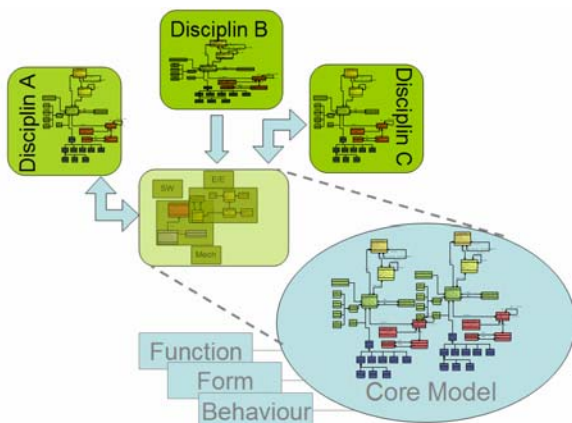 Disciplin B
Disciplin A
Disciplin C
E/E
SW
Mech
Function
Form
Behaviour
Core Model